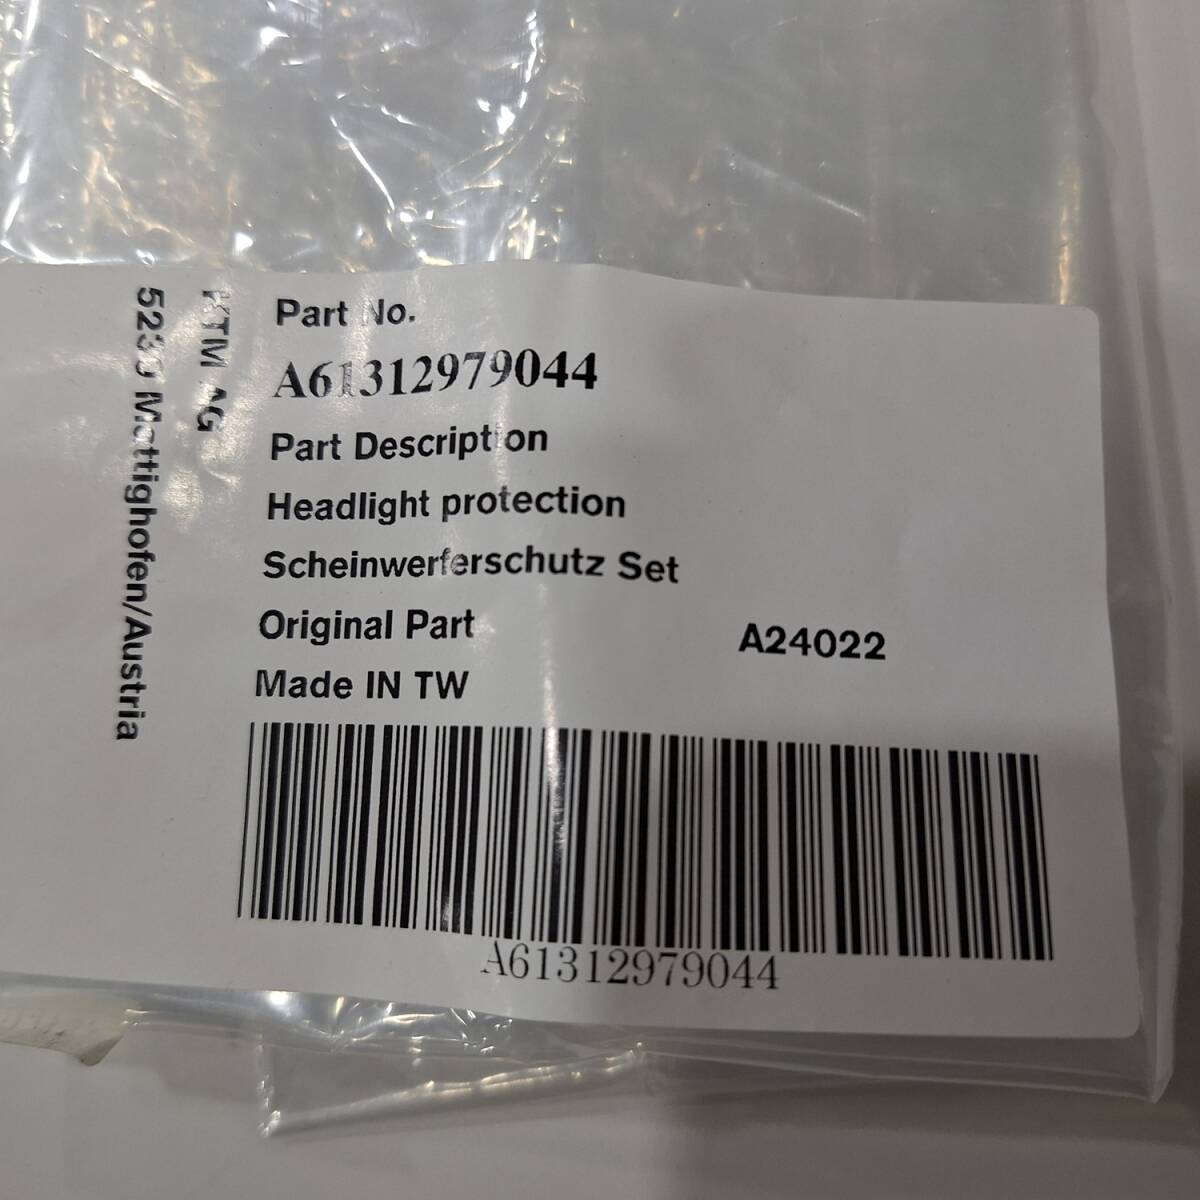 Part No.
A61312979044
Part Description
Headlight protection
Scheinwerferschutz Set
Original Part
A24022
Made IN TW
A61312979044
KTM AG
5230 Mattighofen/Austria